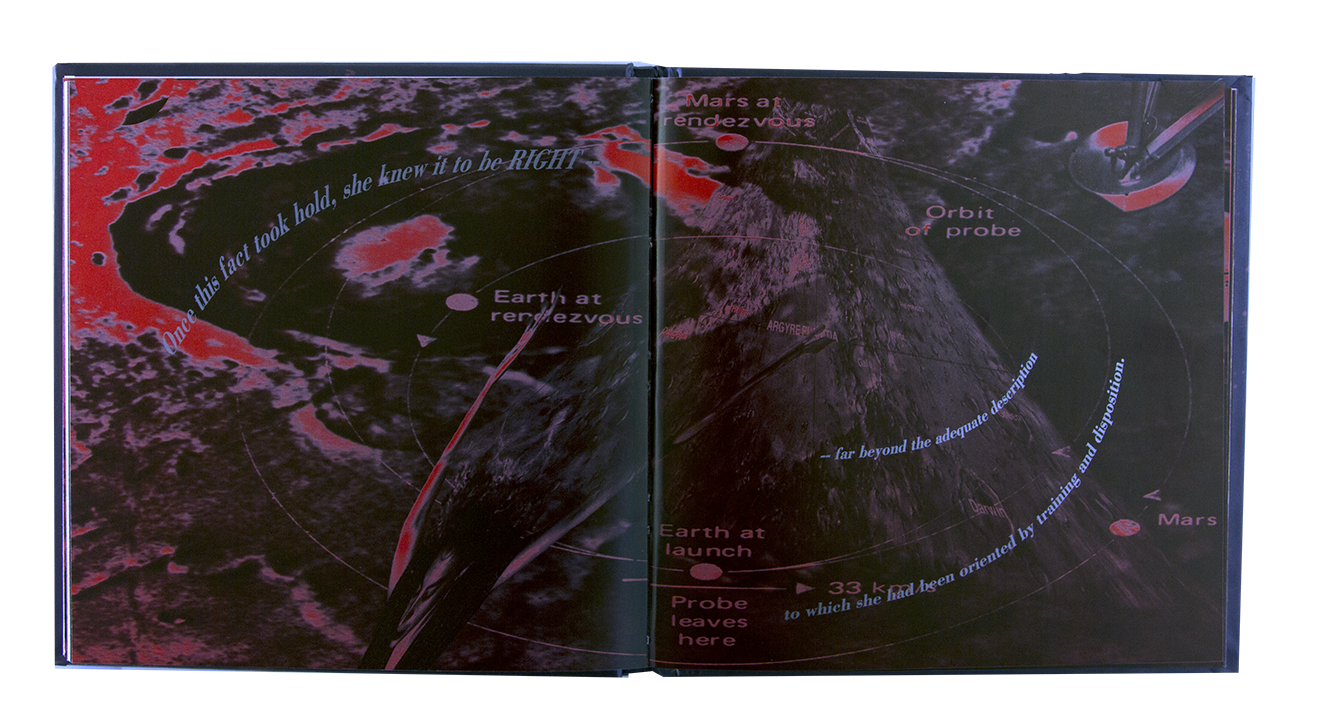 Once this fact took hold, she knew it to be RIGHT —
Earth at
rendezvous
Mars at
rendezvous
Orbit
of probe
– far beyond the adequate description
to which she had been oriented by training and disposition.
Darwin
Mars
Earth at
launch
33 km/s
Probe
leaves
here